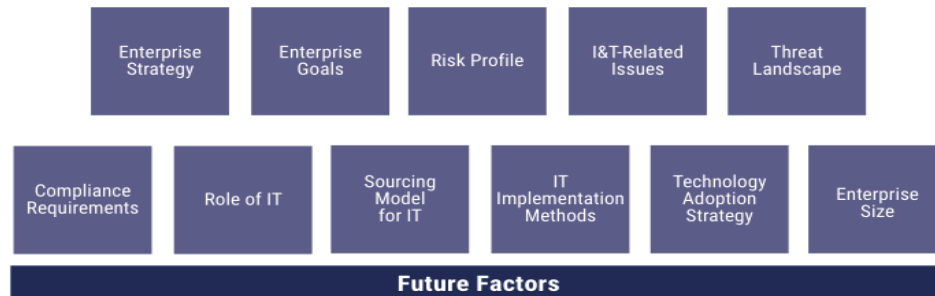 Enterprise
Strategy
Enterprise
Goals
Risk Profile
I&T-Related
Issues
Threat
Landscape
Compliance
Requirements
Role of IT
Sourcing
Model
for IT
IT
Implementation
Methods
Technology
Adoption
Strategy
Enterprise
Size
Future Factors